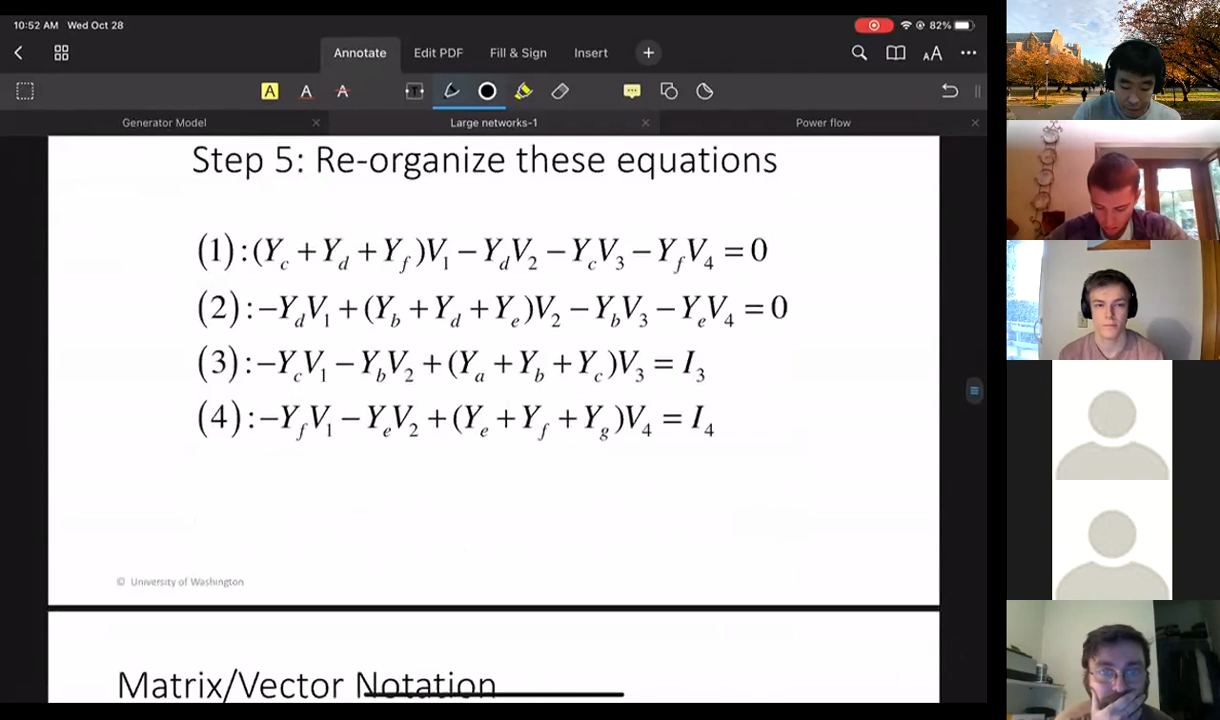 10:52 AM Wed Oct 28
82%
Annotate Edit PDF Fill & Sign Insert
AA
A A A T
Generator Model Large networks-1 Power flow
Step 5: Re-organize these equations
(1):(Y_c + Y_d + Y_f)V_1 − Y_dV_2 − Y_cV_3 − Y_fV_4 = 0
(2):−Y_dV_1 + (Y_b + Y_d + Y_e)V_2 − Y_bV_3 − Y_eV_4 = 0
(3):−Y_cV_1 − Y_bV_2 + (Y_a + Y_b + Y_c)V_3 = I_3
(4):−Y_fV_1 − Y_eV_2 + (Y_e + Y_f + Y_g)V_4 = I_4
© University of Washington
Matrix/Vector Notation